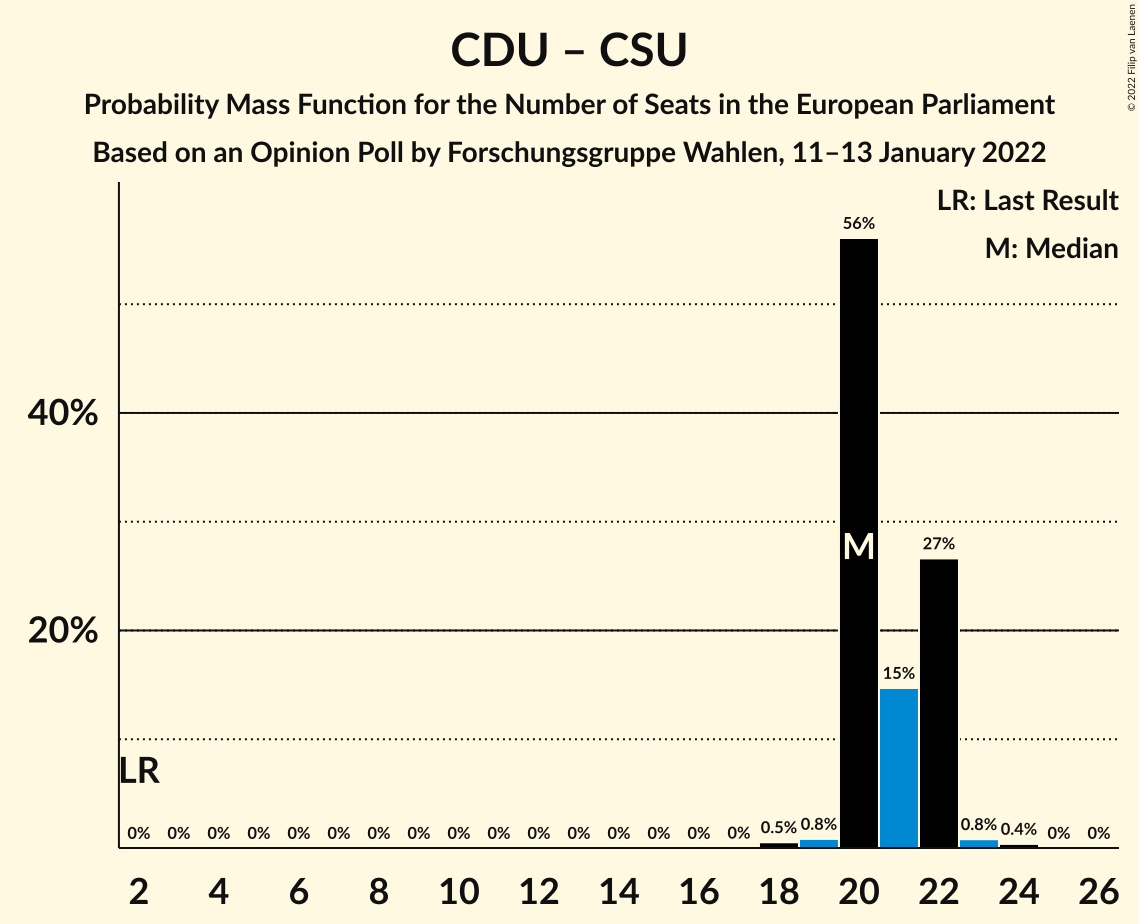 CDU – CSU
Probability Mass Function for the Number of Seats in the European Parliament
Based on an Opinion Poll by Forschungsgruppe Wahlen, 11–13 January 2022
© 2022 Filip van Laenen
LR: Last Result
M: Median
56%
40%
M
27%
20%
15%
LR
0% 0% 0% 0% 0% 0% 0% 0% 0% 0% 0% 0% 0% 0% 0% 0% 0.5% 0.8% 0.8% 0.4% 0% 0%
2 4 6 8 10 12 14 16 18 20 22 24 26